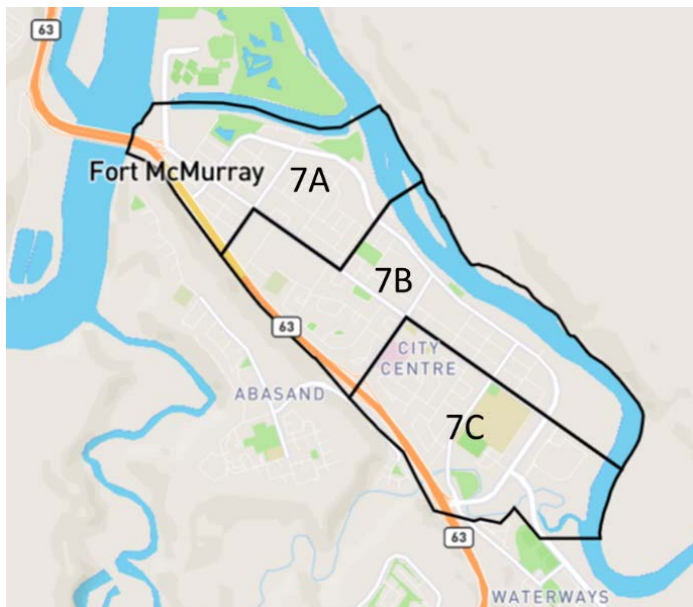 63
Fort McMurray
7A
7B
63
CITY
CENTRE
ABASAND
7C
63
WATERWAYS